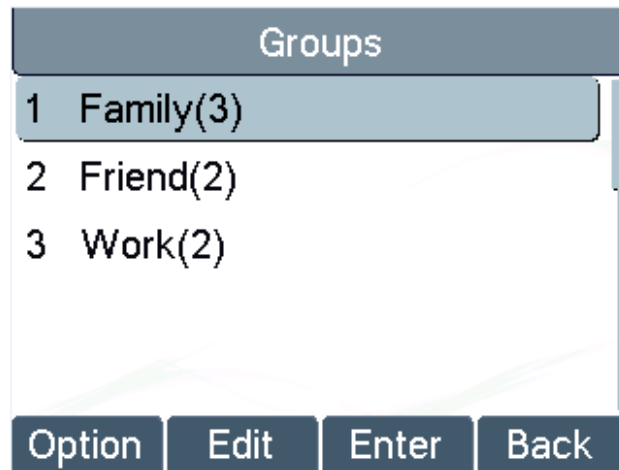 Groups
1 Family(3)
2 Friend(2)
3 Work(2)
Option Edit Enter Back